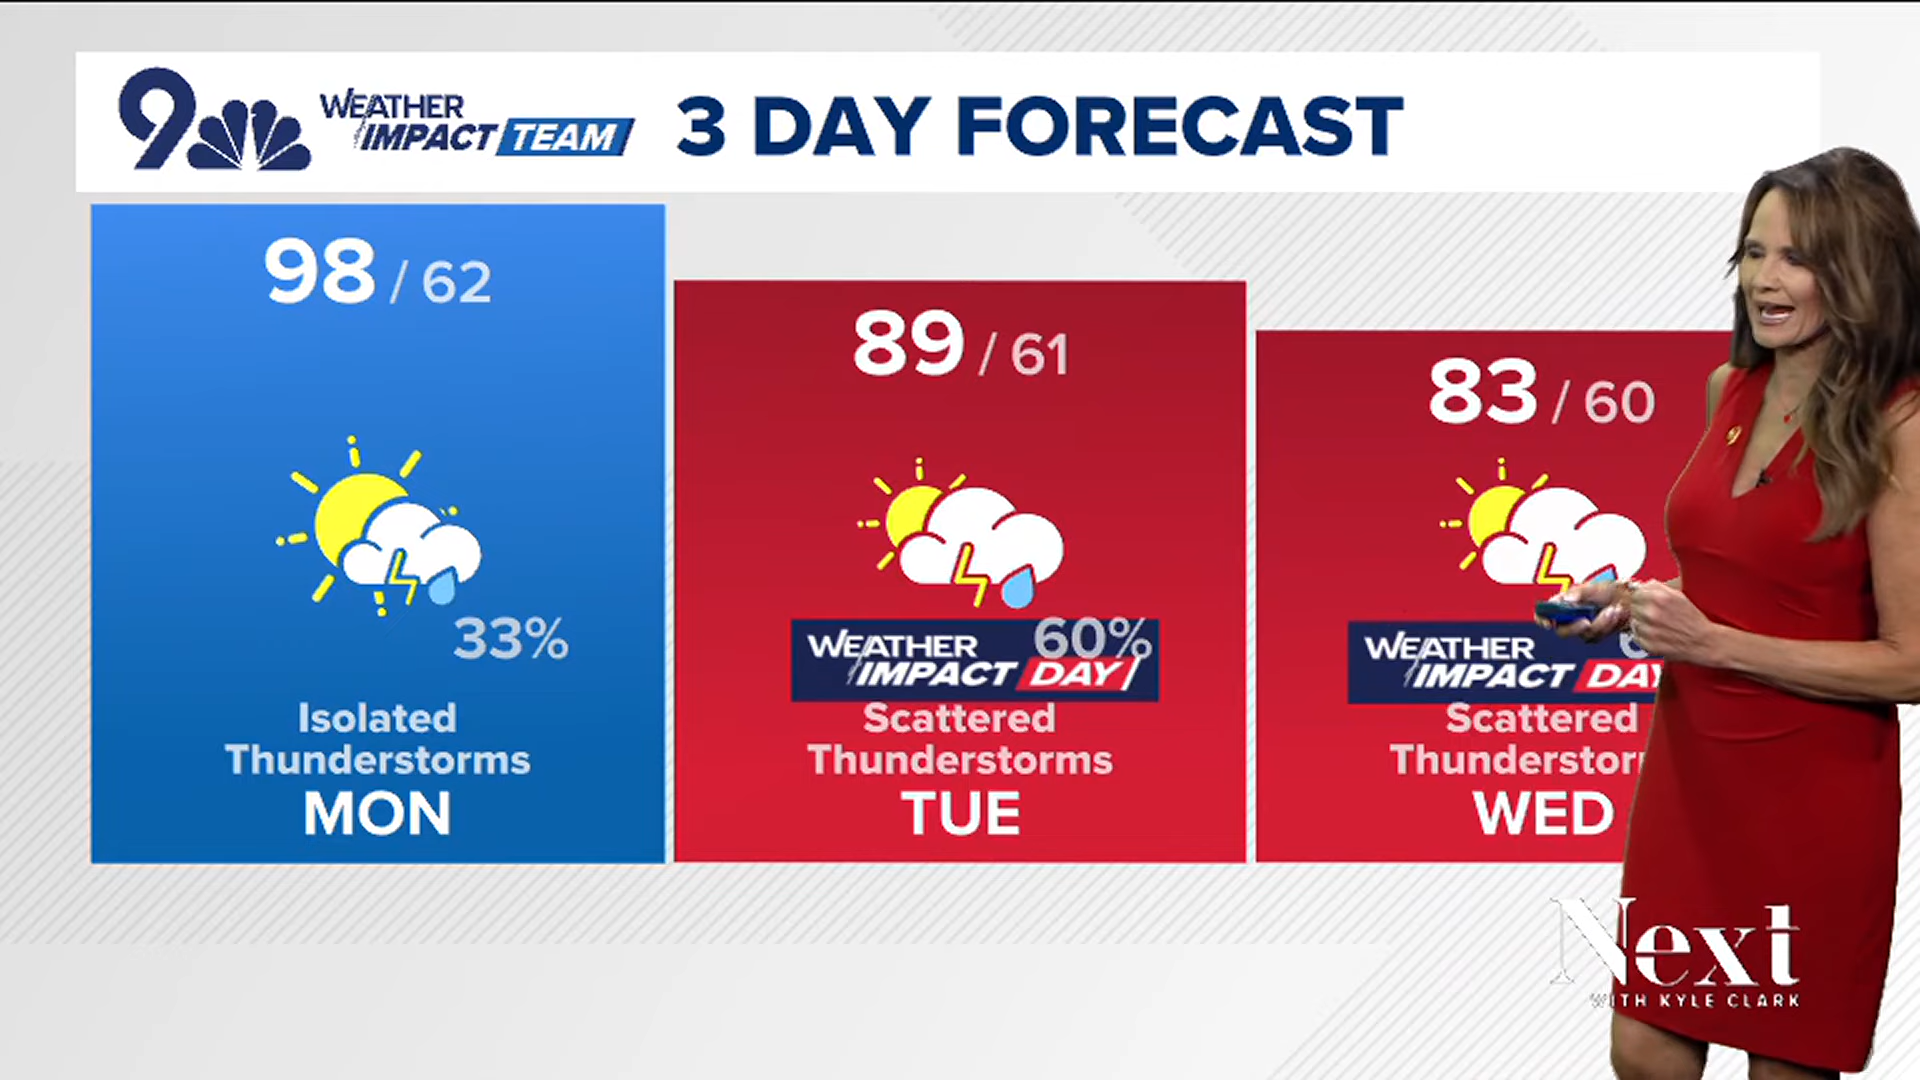 9 WEATHER IMPACT TEAM 3 DAY FORECAST
98 / 62
33%
Isolated
Thunderstorms
MON
89 / 61
60%
WEATHER
IMPACT DAY
Scattered
Thunderstorms
TUE
83 / 60
WEATHER
IMPACT
Scattered
WED
Next
WITH KYLE CLARK